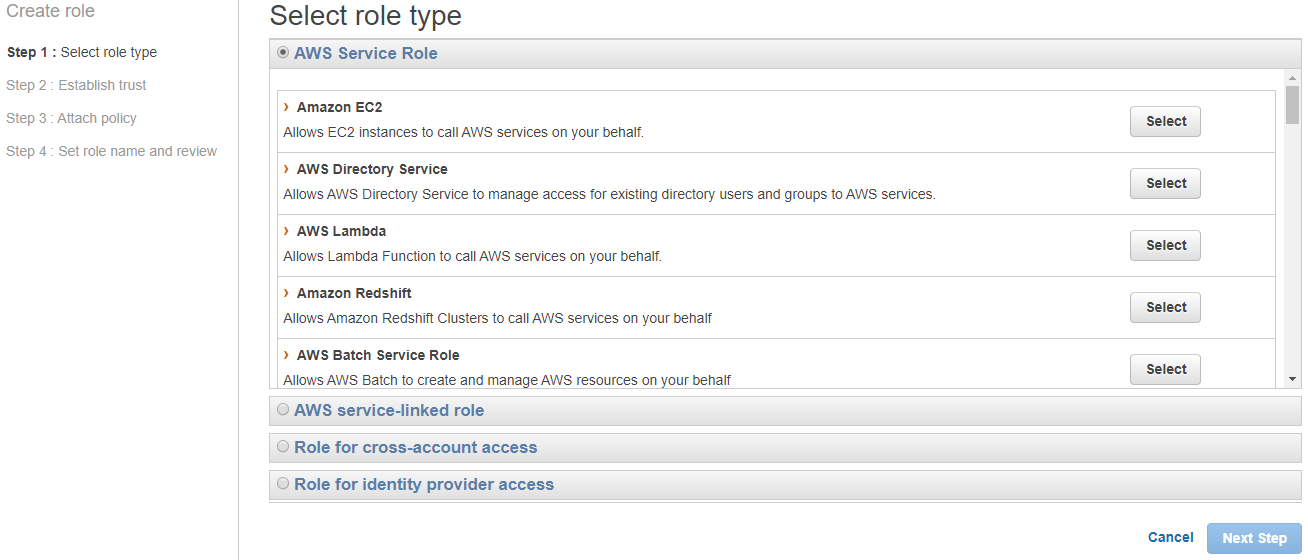 Create role
Step 1 : Select role type
Step 2 : Establish trust
Step 3 : Attach policy
Step 4 : Set role name and review
Select role type
AWS Service Role
› Amazon EC2
Allows EC2 instances to call AWS services on your behalf.
Select
› AWS Directory Service
Allows AWS Directory Service to manage access for existing directory users and groups to AWS services.
Select
› AWS Lambda
Allows Lambda Function to call AWS services on your behalf.
Select
› Amazon Redshift
Allows Amazon Redshift Clusters to call AWS services on your behalf
Select
› AWS Batch Service Role
Allows AWS Batch to create and manage AWS resources on your behalf
Select
AWS service-linked role
Role for cross-account access
Role for identity provider access
Cancel
Next Step